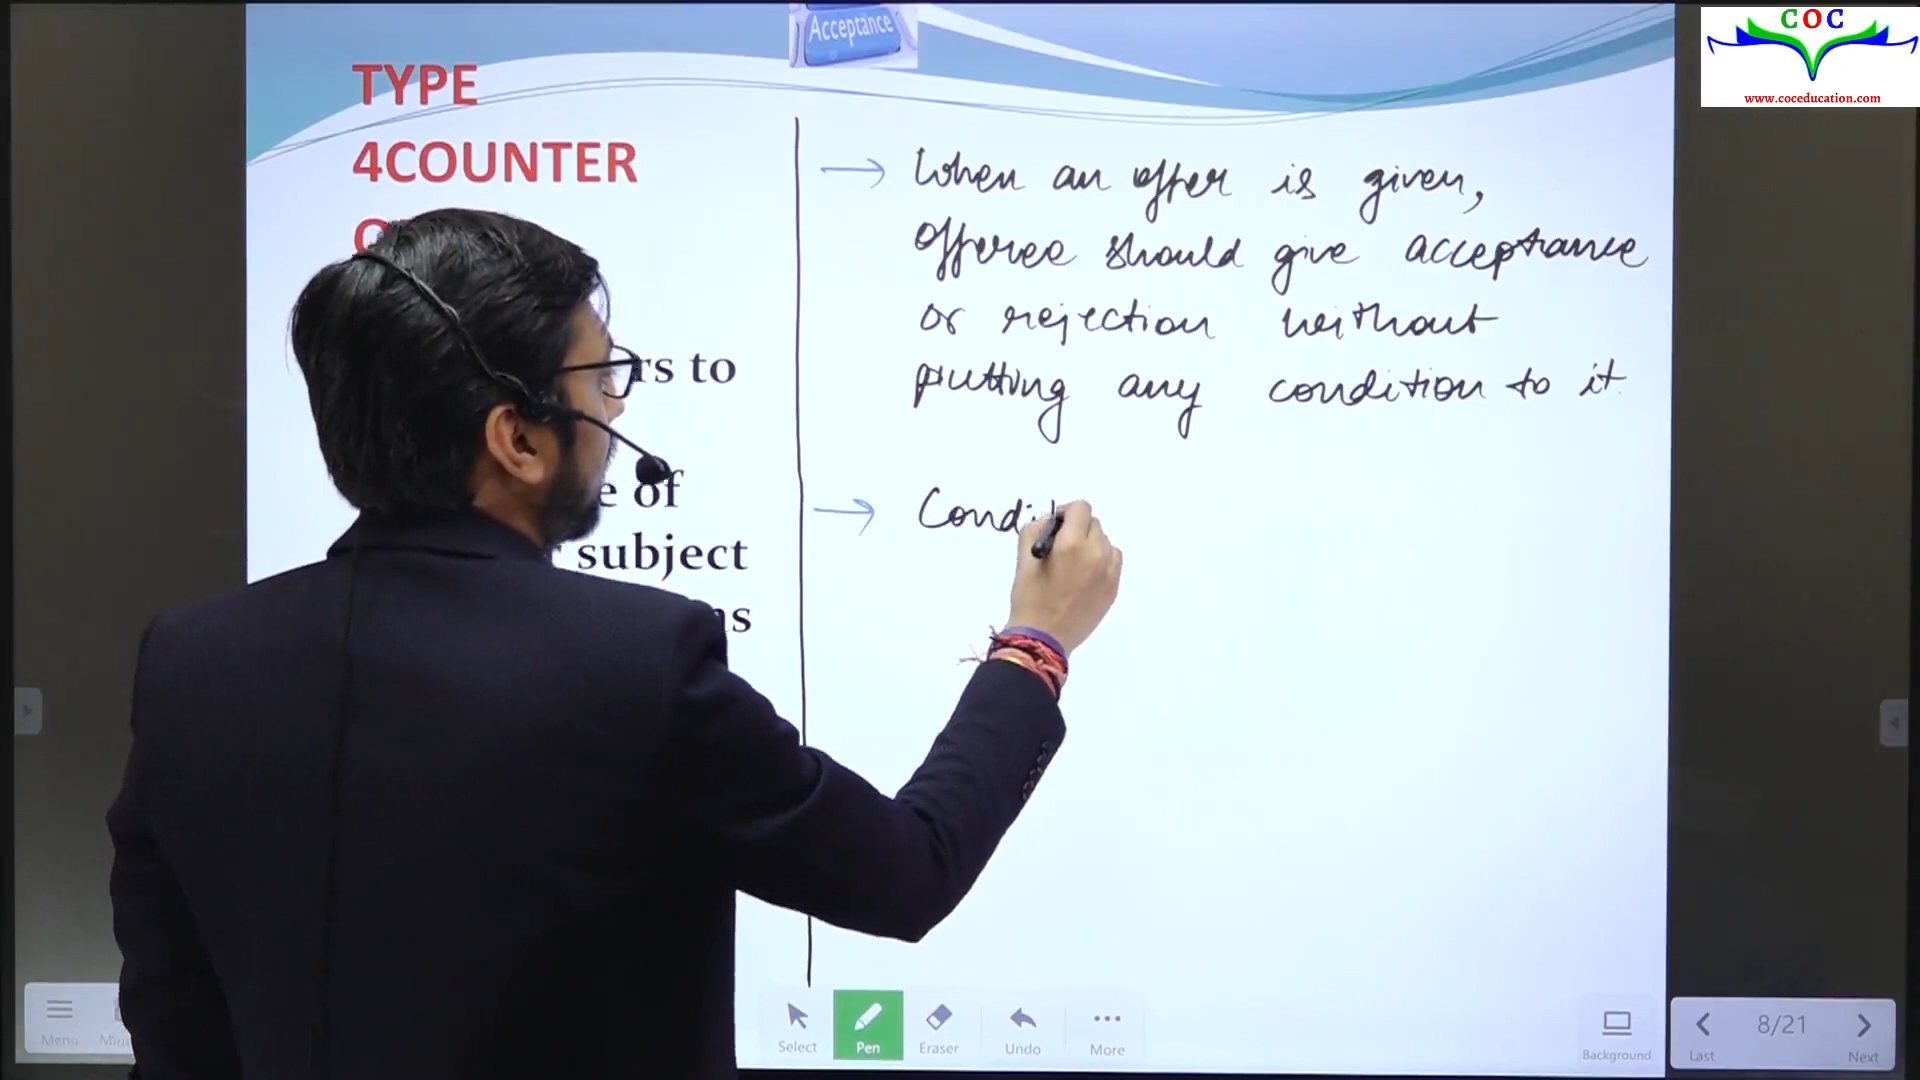 Acceptance
COC
www.coceducation.com
TYPE
4COUNTER
to
of
subject
When an offer is given,
offeree should give acceptance
or rejection without
putting any condition to it.
Menu
Select
Pen
Eraser
Undo
More
Background
Last
8/21
Next